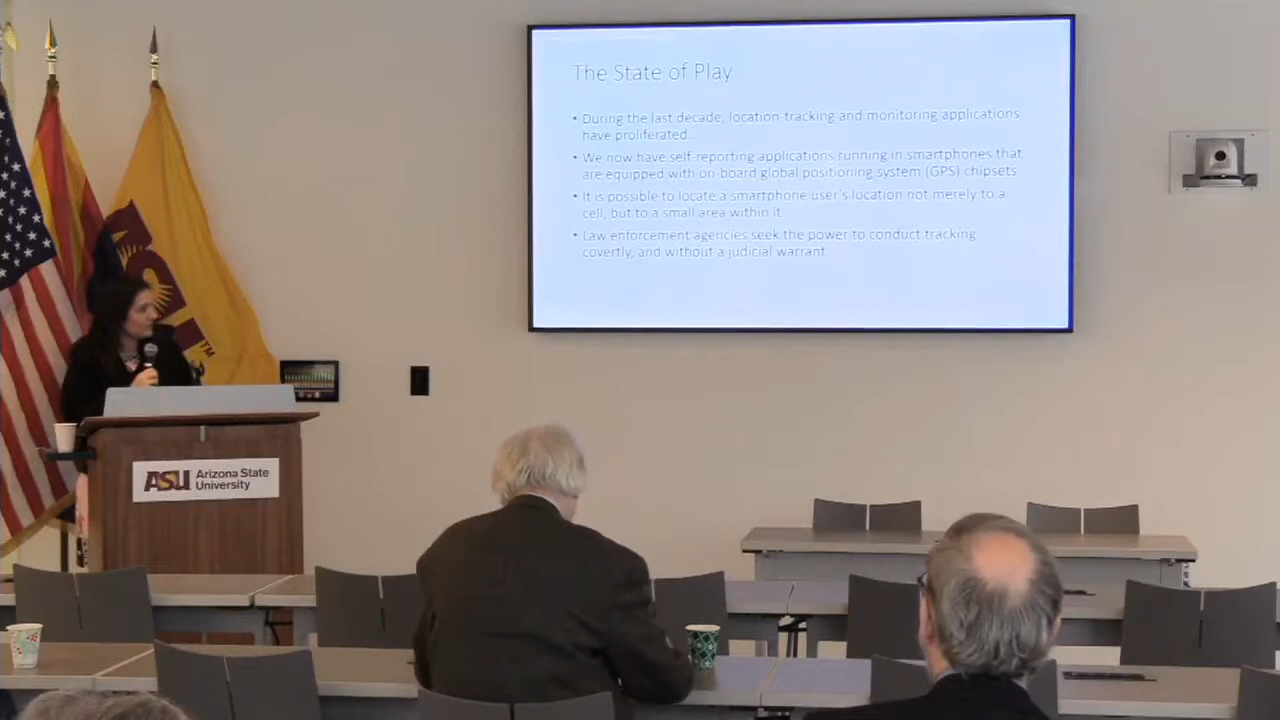 The State of Play
• During the last decade, location-tracking and monitoring applications
have proliferated.
• We now have self-reporting applications running in smartphones that
are equipped with on-board global positioning system (GPS) chipsets
• It is possible to locate a smartphone user's location not merely to a
cell, but to a small area within it.
• Law enforcement agencies seek the power to conduct tracking
covertly, and without a judicial warrant.
TM
ASU Arizona State
University